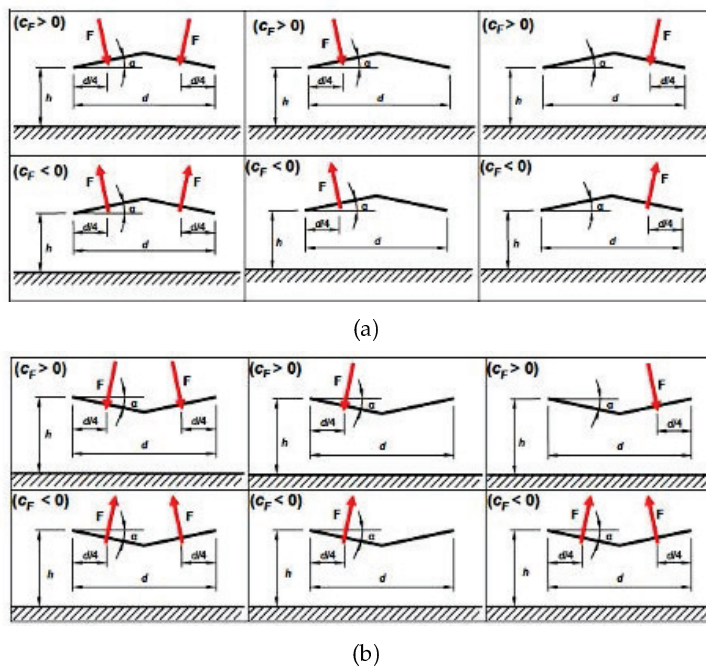 (cF > 0) (cF > 0) (cF > 0)
F F F F
α α α
d/4 d/4 d/4 d/4
d d d
h h h
(cF < 0) (cF < 0) (cF < 0)
F F F F
α α α
d/4 d/4 d/4 d/4
d d d
h h h
(a)
(cF > 0) (cF > 0) (cF > 0)
F F F F
α α α
d/4 d/4 d/4 d/4
d d d
h h h
(cF < 0) (cF < 0) (cF < 0)
F F F F F
α α α
d/4 d/4 d/4 d/4 d/4
d d d
h h h
(b)